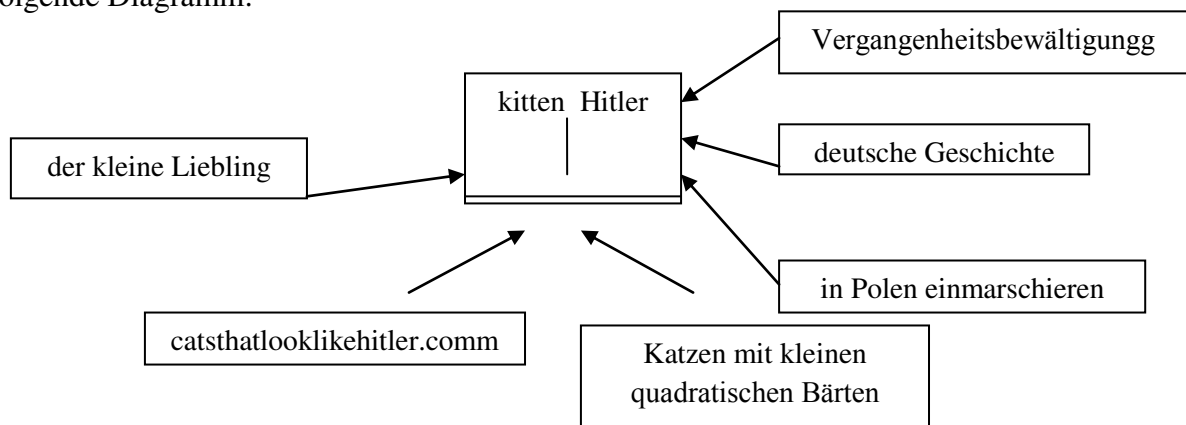 olgende Diagramm:
Vergangenheitsbewältigungg
kitten Hitler
der kleine Liebling
deutsche Geschichte
in Polen einmarschieren
catsthatlooklikehitler.comm
Katzen mit kleinen
quadratischen Bärten